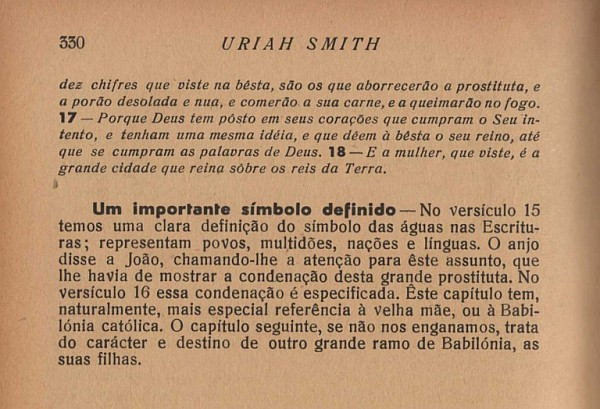 330
URIAH SMITH
dez chifres que viste na bêsta, são os que aborrecerão a prostituta, e
a porão desolada e nua, e comerão a sua carne, e a queimarão no fogo.
17 — Porque Deus tem pôsto em seus corações que cumpram o Seu in-
tento, e tenham uma mesma idéia, e que dêem à bêsta o seu reino, até
que se cumpram as palavras de Deus. 18 — E a mulher, que viste, é a
grande cidade que reina sôbre os reis da Terra.
Um importante símbolo definido — No versículo 15
temos uma clara definição do símbolo das águas nas Escritu-
ras; representam povos, multidões, nações e línguas. O anjo
disse a João, chamando-lhe a atenção para êste assunto, que
lhe havia de mostrar a condenação desta grande prostituta. No
versículo 16 essa condenação é especificada. Êste capítulo tem,
naturalmente, mais especial referência à velha mãe, ou à Babi-
lónia católica. O capítulo seguinte, se não nos enganamos, trata
do carácter e destino de outro grande ramo de Babilónia, as
suas filhas.